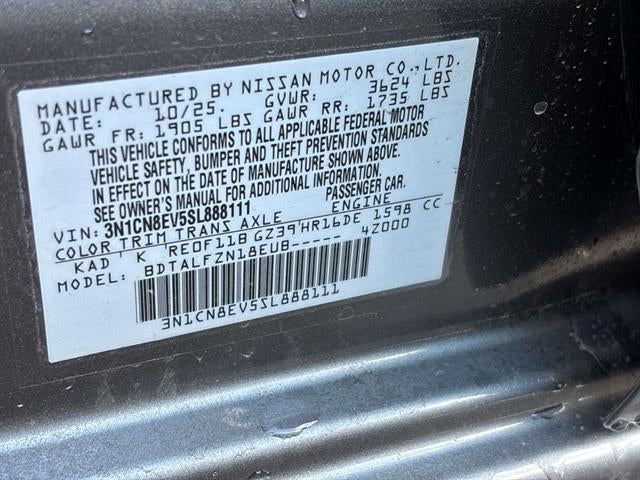 MANUFACTURED BY NISSAN MOTOR CO., LTD.
DATE: 10/25. GVWR: 3624 LBS
GAWR FR: 1905 LBS GAWR RR: 1735 LBS
THIS VEHICLE CONFORMS TO ALL APPLICABLE FEDERAL MOTOR
VEHICLE SAFETY, BUMPER AND THEFT PREVENTION STANDARDS
IN EFFECT ON THE DATE OF MANUFACTURE SHOWN ABOVE.
SEE OWNER'S MANUAL FOR ADDITIONAL INFORMATION.
VIN: 3N1CN8EV5SL888111 PASSENGER CAR.
COLOR TRIM TRANS AXLE ENGINE
KAD K RE0F11B GZ39 HR16DE 1598 CC
MODEL: BDTALFZN18EUB----- 4Z000
3N1CN8EV5SL888111